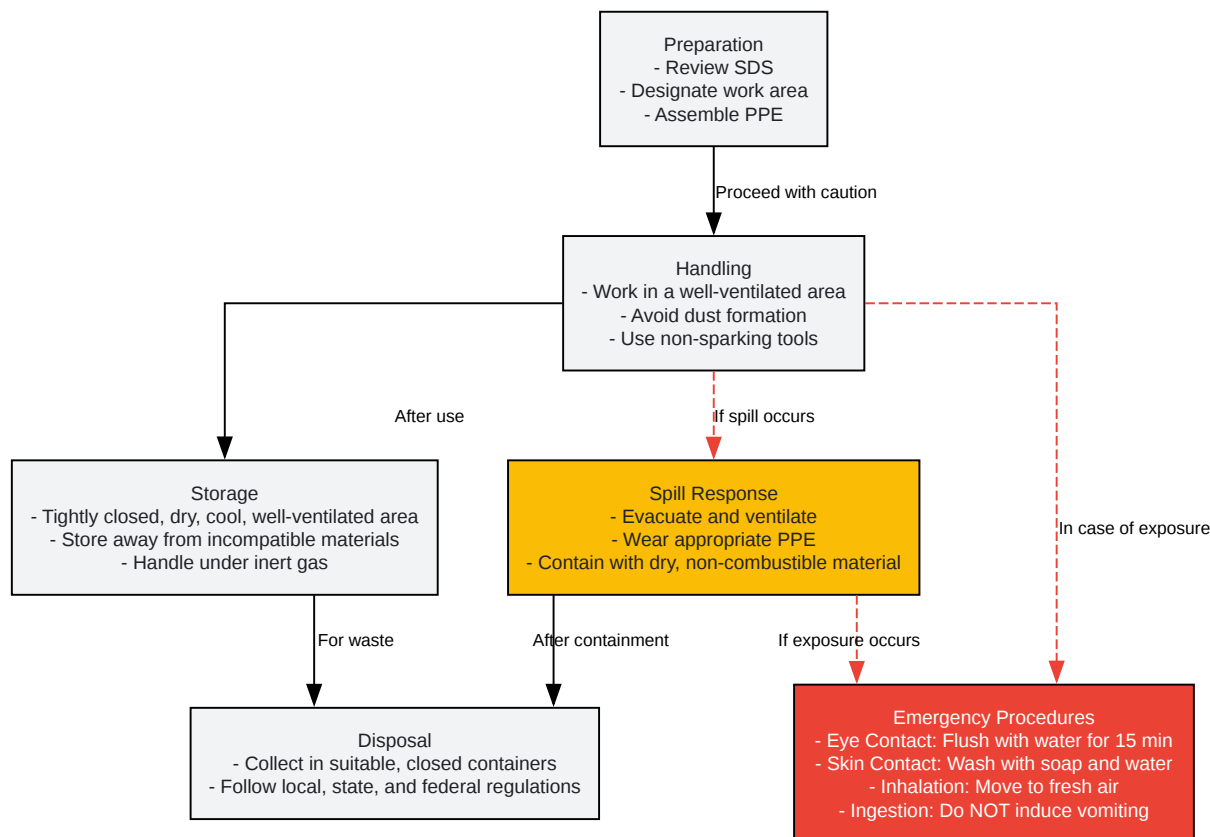 Preparation
- Review SDS
- Designate work area
- Assemble PPE
Proceed with caution
Handling
- Work in a well-ventilated area
- Avoid dust formation
- Use non-sparking tools
After use
If spill occurs
Storage
- Tightly closed, dry, cool, well-ventilated area
- Store away from incompatible materials
- Handle under inert gas
Spill Response
- Evacuate and ventilate
- Wear appropriate PPE
- Contain with dry, non-combustible material
In case of exposure
For waste
After containment
If exposure occurs
Disposal
- Collect in suitable, closed containers
- Follow local, state, and federal regulations
Emergency Procedures
- Eye Contact: Flush with water for 15 min
- Skin Contact: Wash with soap and water
- Inhalation: Move to fresh air
- Ingestion: Do NOT induce vomiting